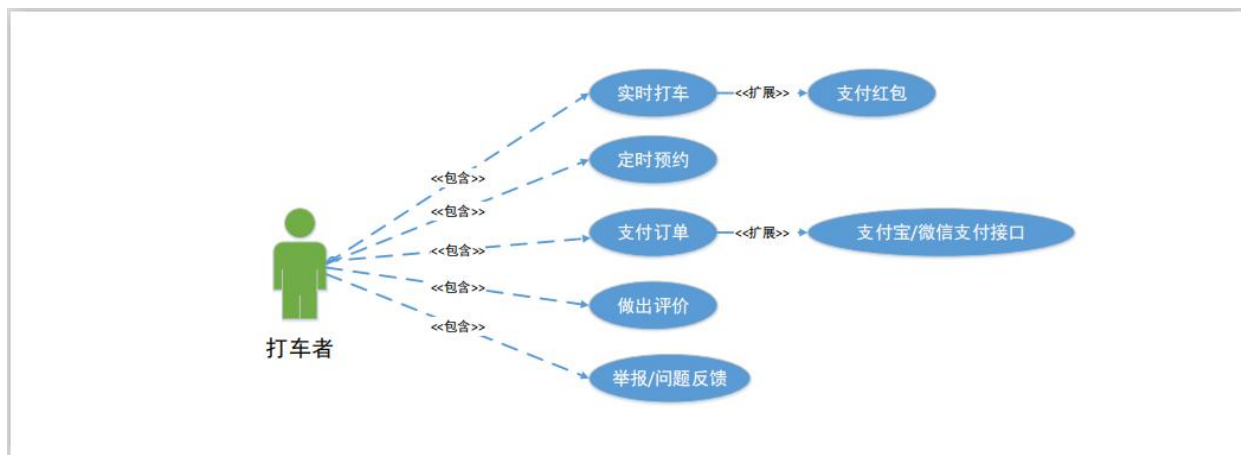 实时打车
<<扩展>>
支付红包
<<包含>>
定时预约
<<包含>>
<<包含>>
支付订单
<<扩展>>
支付宝/微信支付接口
<<包含>>
做出评价
<<包含>>
打车者
举报/问题反馈